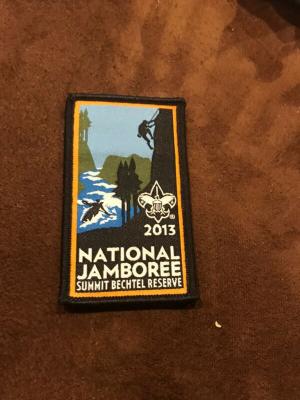 ®
2013
NATIONAL
JAMBOREE
SUMMIT BECHTEL RESERVE